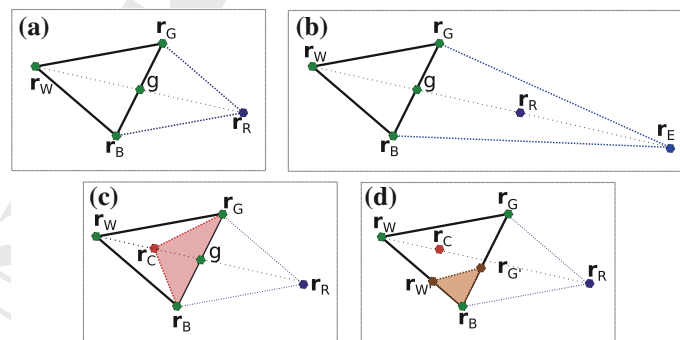 (a)
r_G
r_W
g
r_R
r_B
(b)
r_G
r_W
g
r_R
r_E
r_B
(c)
r_G
r_W
r_C
g
r_R
r_B
(d)
r_G
r_W
r_C
r_G'
r_R
r_W'
r_B